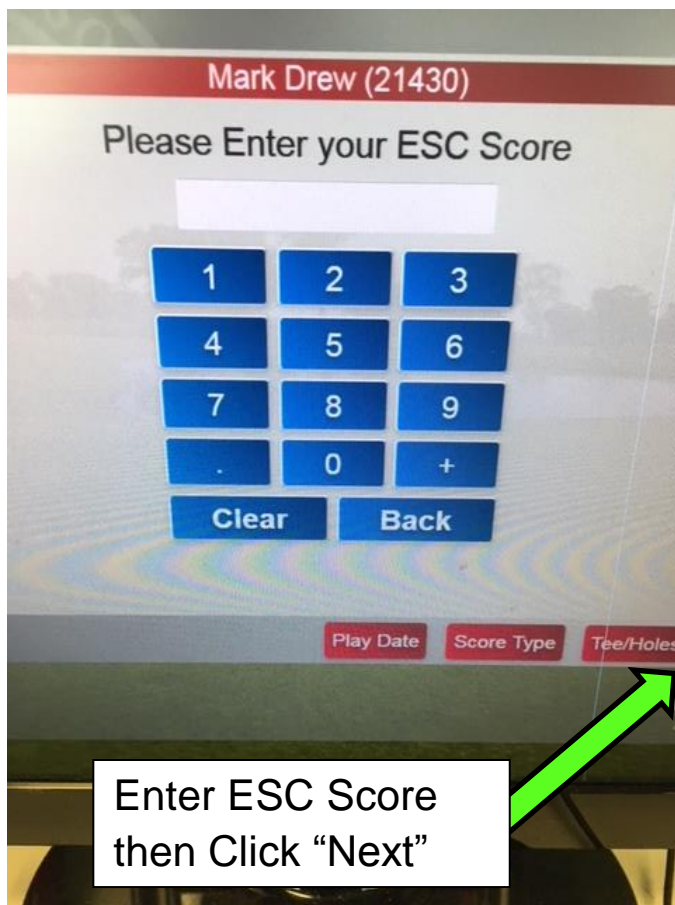 Mark Drew (21430)
Please Enter your ESC Score
1 2 3
4 5 6
7 8 9
. 0 +
Clear Back
Play Date Score Type Tee/Holes
Enter ESC Score
then Click “Next”